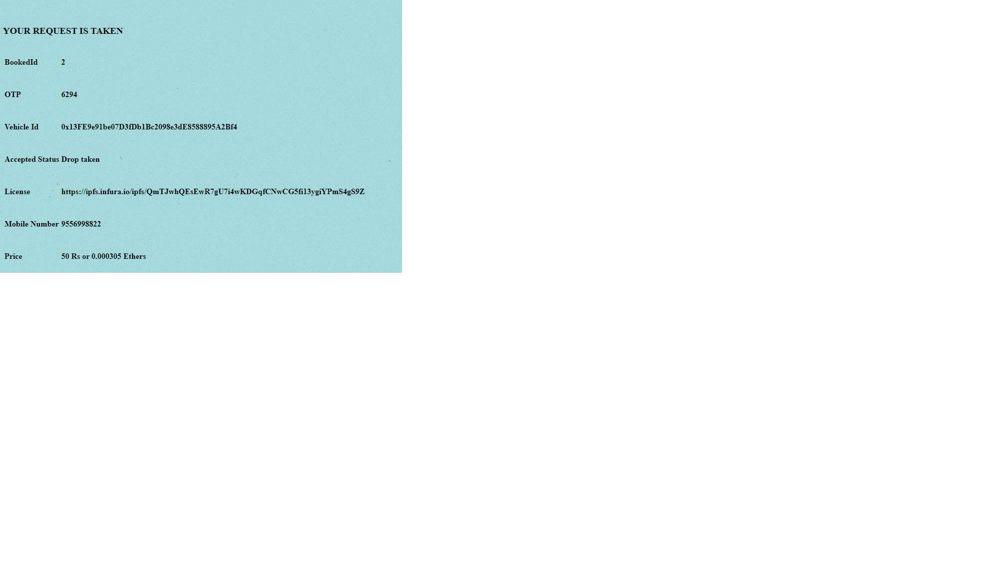 YOUR REQUEST IS TAKEN
BookedId 2
OTP 6294
Vehicle Id 0x13FE9e91be07D3fDb1Bc2098e3dE8588895A2Bf4
Accepted Status Drop taken
License https://ipfs.infura.io/ipfs/QmTJwhQEsEwR7gU7i4wKDGqfCNwCG5fi13ygiYPmS4gS9Z
Mobile Number 9556998822
Price 50 Rs or 0.000305 Ethers